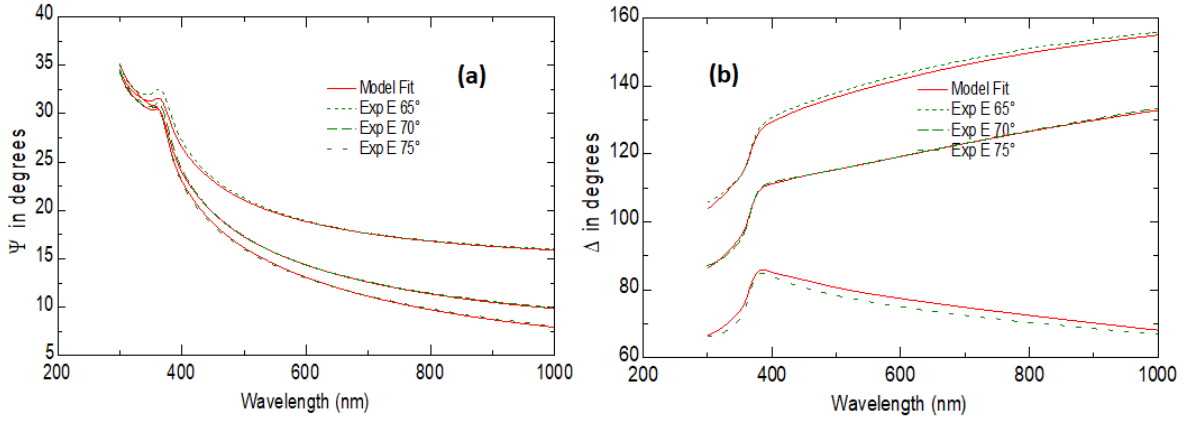 40
35
30
25
20
15
10
5
200
400
600
800
1000
Ψ in degrees
Wavelength (nm)
(a)
Model Fit
Exp E 65°
Exp E 70°
Exp E 75°
160
140
120
100
80
60
200
400
600
800
1000
Δ in degrees
Wavelength (nm)
(b)
Model Fit
Exp E 65°
Exp E 70°
Exp E 75°